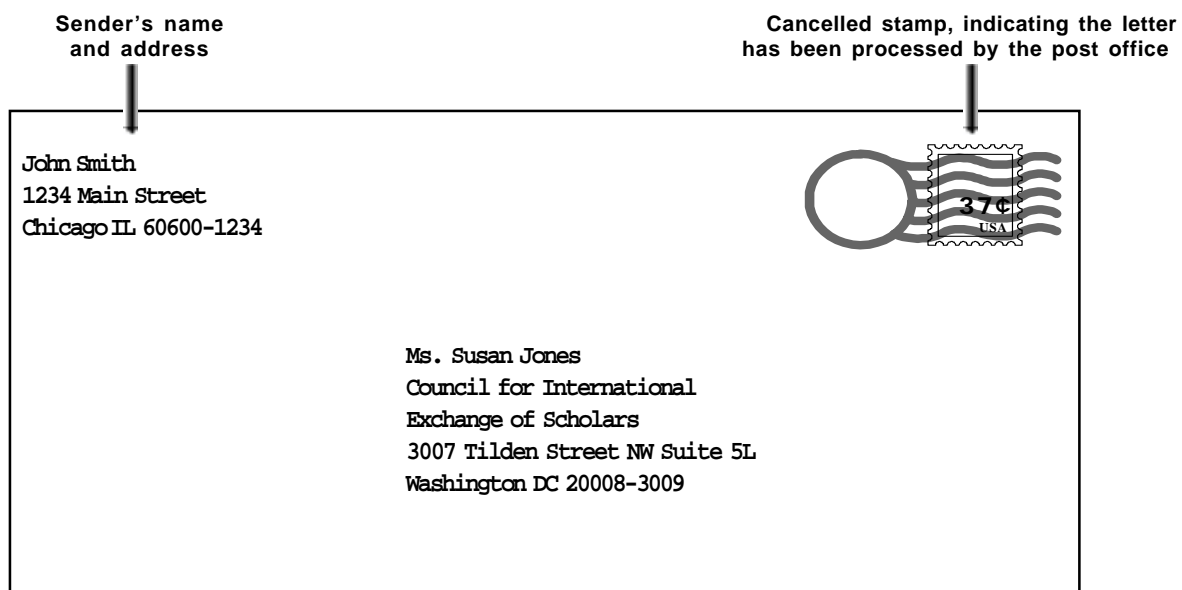 Sender's name
and address
Cancelled stamp, indicating the letter
has been processed by the post office
John Smith
1234 Main Street
Chicago IL 60600-1234
37¢
USA
Ms. Susan Jones
Council for International
Exchange of Scholars
3007 Tilden Street NW Suite 5L
Washington DC 20008-3009